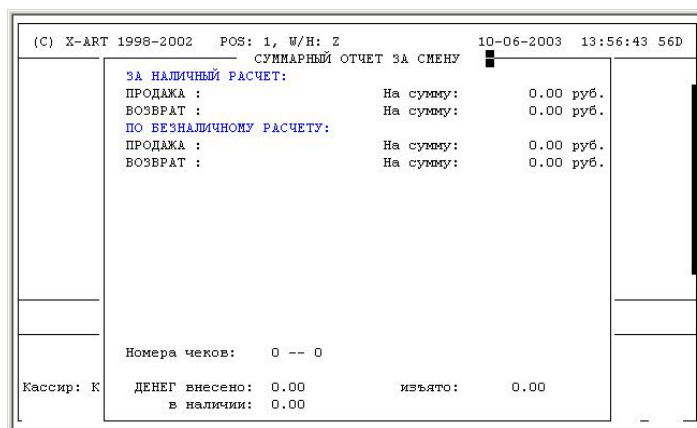 (C) X-ART 1998-2002 POS: 1, W/H: Z 10-06-2003 13:56:43 56D
СУММАРНЫЙ ОТЧЕТ ЗА СМЕНУ
ЗА НАЛИЧНЫЙ РАСЧЕТ:
ПРОДАЖА : На сумму: 0.00 руб.
ВОЗВРАТ : На сумму: 0.00 руб.
ПО БЕЗНАЛИЧНОМУ РАСЧЕТУ:
ПРОДАЖА : На сумму: 0.00 руб.
ВОЗВРАТ : На сумму: 0.00 руб.
Номера чеков: 0 -- 0
Кассир: К ДЕНЕГ внесено: 0.00 изъято: 0.00
в наличии: 0.00